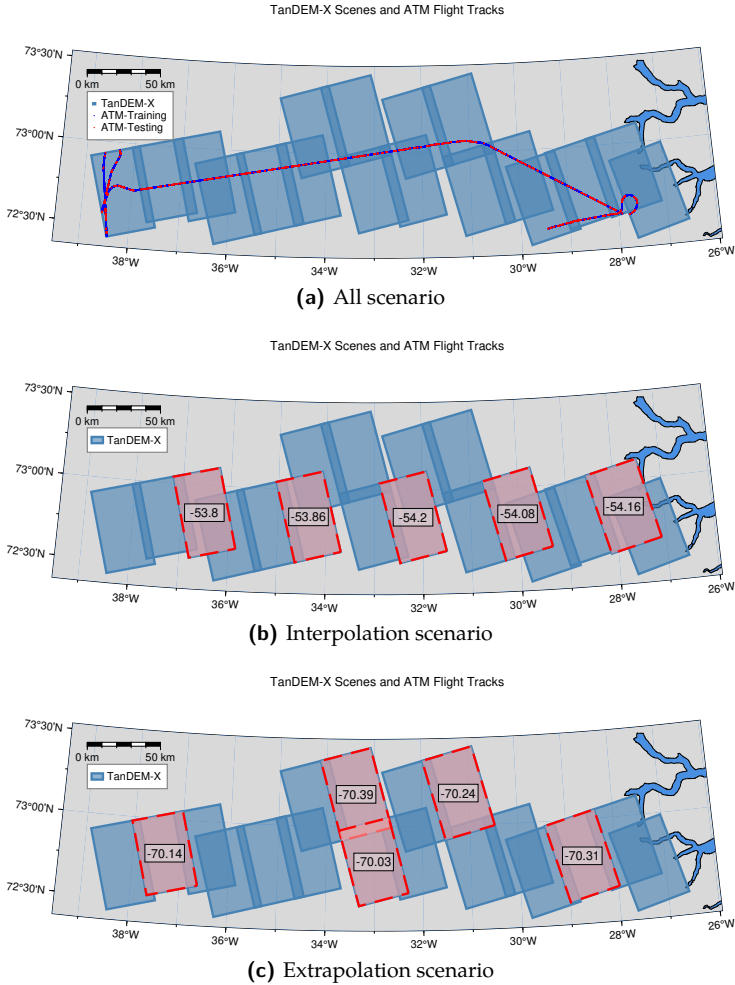 TanDEM-X Scenes and ATM Flight Tracks
73°30'N
73°00'N
72°30'N
0 km 50 km
TanDEM-X
ATM-Training
ATM-Testing
38°W 36°W 34°W 32°W 30°W 28°W 26°W
(a) All scenario
TanDEM-X Scenes and ATM Flight Tracks
73°30'N
73°00'N
72°30'N
0 km 50 km
TanDEM-X
-53.8 -53.86 -54.2 -54.08 -54.16
38°W 36°W 34°W 32°W 30°W 28°W 26°W
(b) Interpolation scenario
TanDEM-X Scenes and ATM Flight Tracks
73°30'N
73°00'N
72°30'N
0 km 50 km
TanDEM-X
-70.39 -70.24
-70.14 -70.03 -70.31
38°W 36°W 34°W 32°W 30°W 28°W 26°W
(c) Extrapolation scenario